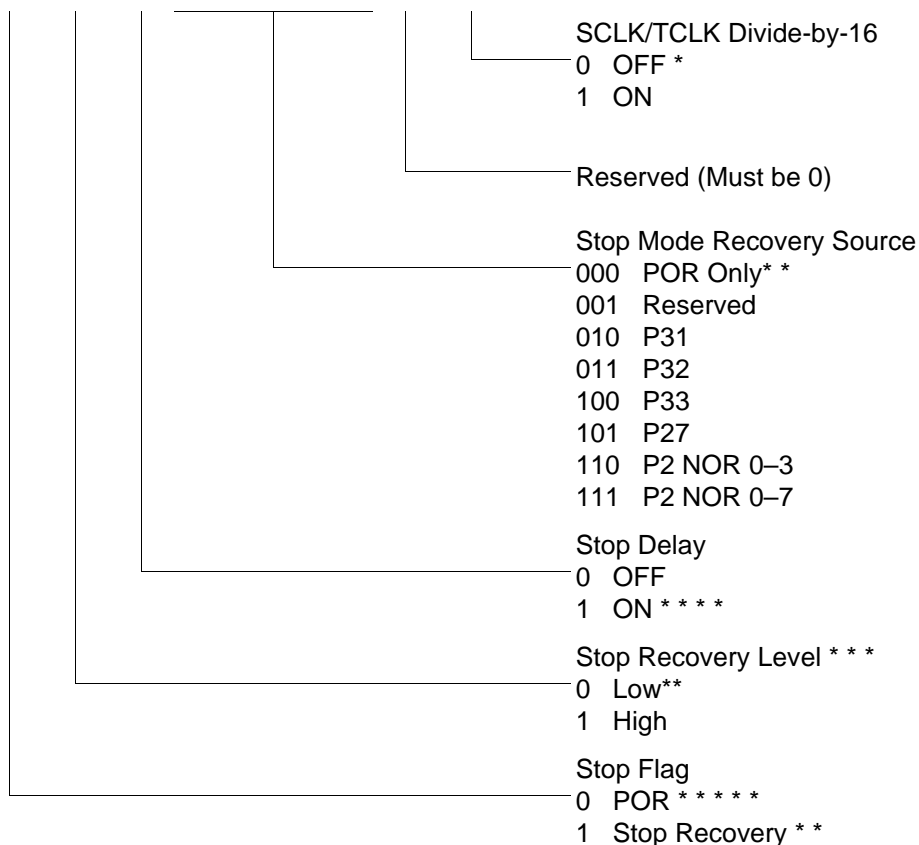 SCLK/TCLK Divide-by-16
0 OFF *
1 ON
Reserved (Must be 0)
Stop Mode Recovery Source
000 POR Only* *
001 Reserved
010 P31
011 P32
100 P33
101 P27
110 P2 NOR 0–3
111 P2 NOR 0–7
Stop Delay
0 OFF
1 ON * * * *
Stop Recovery Level * * *
0 Low**
1 High
Stop Flag
0 POR * * * * *
1 Stop Recovery * *